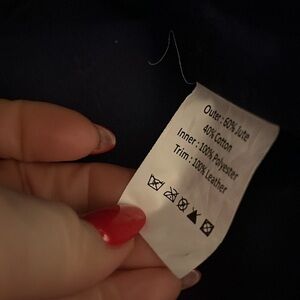 Outer : 60% Jute
40% Cotton
Inner : 100% Polyester
Trim : 100% Leather